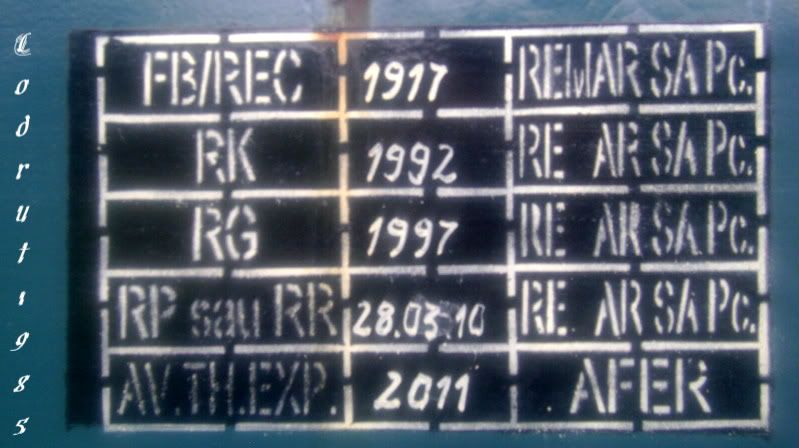 Codrut1985
FB/REC 1917 REMAR SA Pc.
RK 1992 RE AR SA Pc.
RG 1997 RE AR SA Pc.
RP sau RR 28.03.10 RE AR SA Pc.
AV.TH.EXP. 2011 AFER